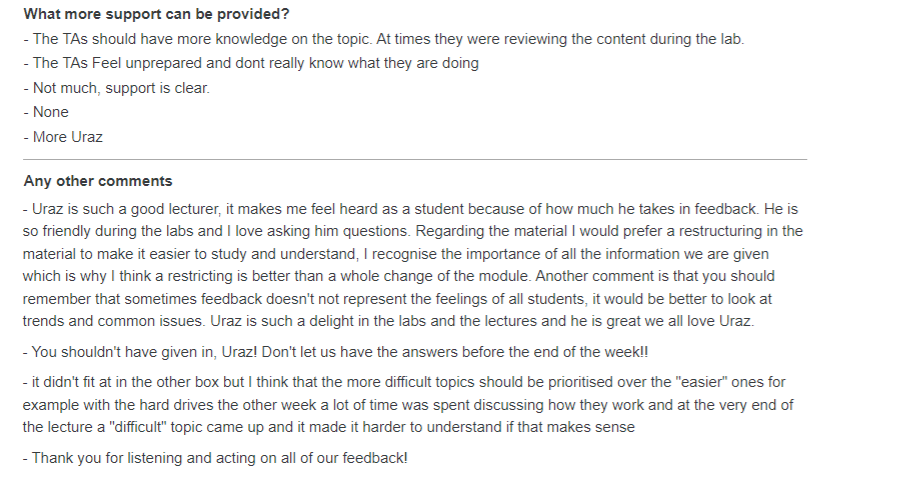 What more support can be provided?
- The TAs should have more knowledge on the topic. At times they were reviewing the content during the lab.
- The TAs Feel unprepared and dont really know what they are doing
- Not much, support is clear.
- None
- More Uraz
Any other comments
- Uraz is such a good lecturer, it makes me feel heard as a student because of how much he takes in feedback. He is
so friendly during the labs and I love asking him questions. Regarding the material I would prefer a restructuring in the
material to make it easier to study and understand, I recognise the importance of all the information we are given
which is why I think a restricting is better than a whole change of the module. Another comment is that you should
remember that sometimes feedback doesn't not represent the feelings of all students, it would be better to look at
trends and common issues. Uraz is such a delight in the labs and the lectures and he is great we all love Uraz.
- You shouldn't have given in, Uraz! Don't let us have the answers before the end of the week!!
- it didn't fit at in the other box but I think that the more difficult topics should be prioritised over the "easier" ones for
example with the hard drives the other week a lot of time was spent discussing how they work and at the very end of
the lecture a "difficult" topic came up and it made it harder to understand if that makes sense
- Thank you for listening and acting on all of our feedback!